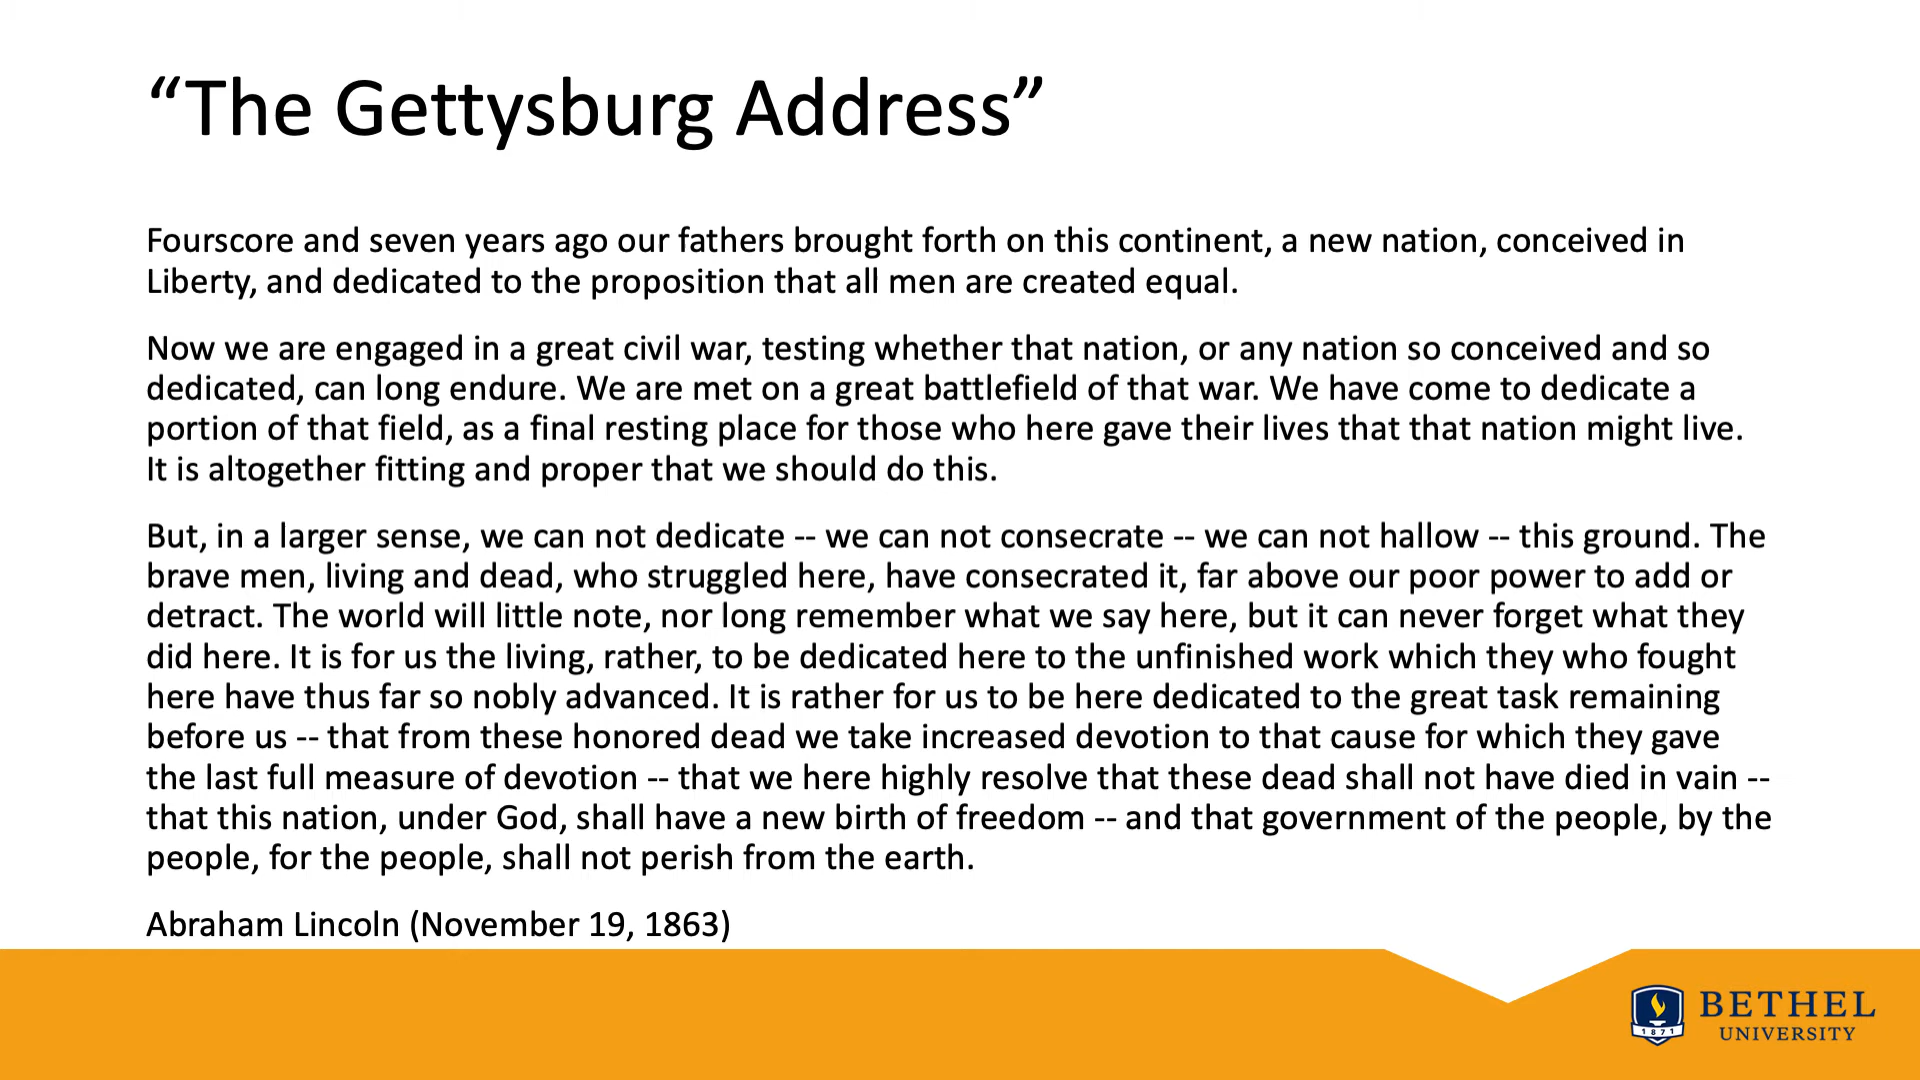 “The Gettysburg Address”
Fourscore and seven years ago our fathers brought forth on this continent, a new nation, conceived in
Liberty, and dedicated to the proposition that all men are created equal.
Now we are engaged in a great civil war, testing whether that nation, or any nation so conceived and so
dedicated, can long endure. We are met on a great battlefield of that war. We have come to dedicate a
portion of that field, as a final resting place for those who here gave their lives that that nation might live.
It is altogether fitting and proper that we should do this.
But, in a larger sense, we can not dedicate -- we can not consecrate -- we can not hallow -- this ground. The
brave men, living and dead, who struggled here, have consecrated it, far above our poor power to add or
detract. The world will little note, nor long remember what we say here, but it can never forget what they
did here. It is for us the living, rather, to be dedicated here to the unfinished work which they who fought
here have thus far so nobly advanced. It is rather for us to be here dedicated to the great task remaining
before us -- that from these honored dead we take increased devotion to that cause for which they gave
the last full measure of devotion -- that we here highly resolve that these dead shall not have died in vain --
that this nation, under God, shall have a new birth of freedom -- and that government of the people, by the
people, for the people, shall not perish from the earth.
Abraham Lincoln (November 19, 1863)
1871
BETHEL
UNIVERSITY